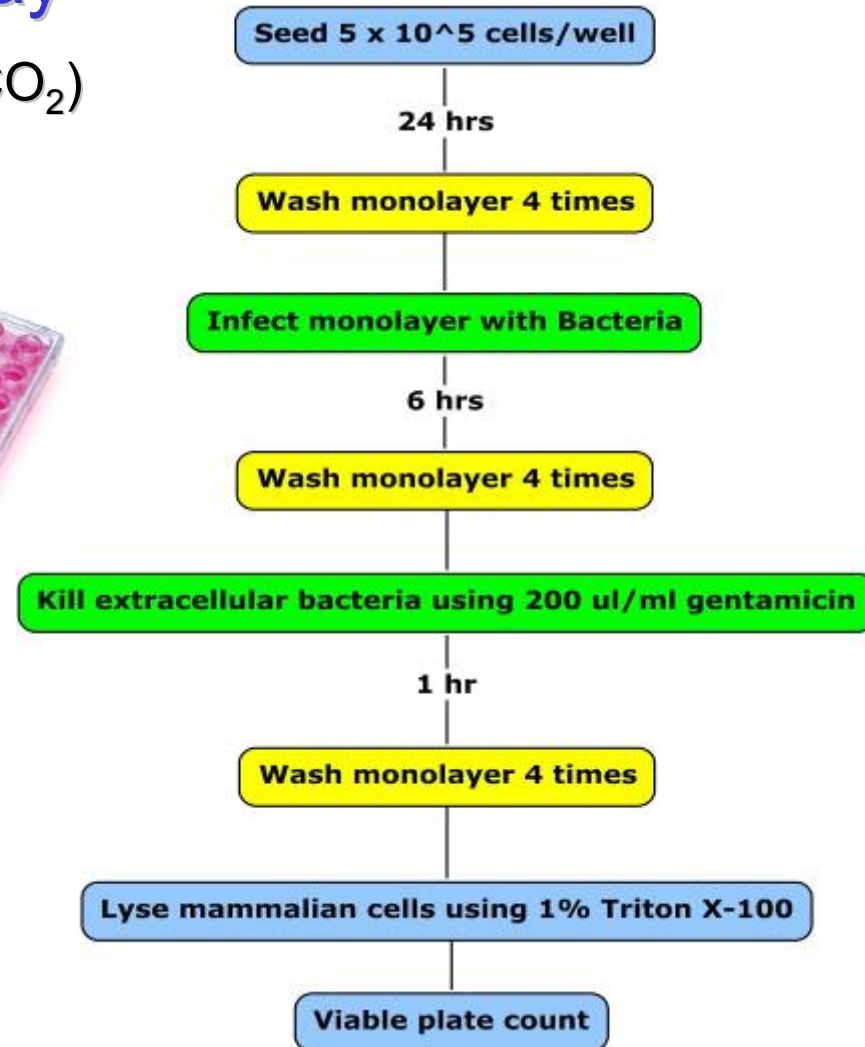 CO₂)
Seed 5 x 10^5 cells/well
24 hrs
Wash monolayer 4 times
Infect monolayer with Bacteria
6 hrs
Wash monolayer 4 times
Kill extracellular bacteria using 200 ul/ml gentamicin
1 hr
Wash monolayer 4 times
Lyse mammalian cells using 1% Triton X-100
Viable plate count